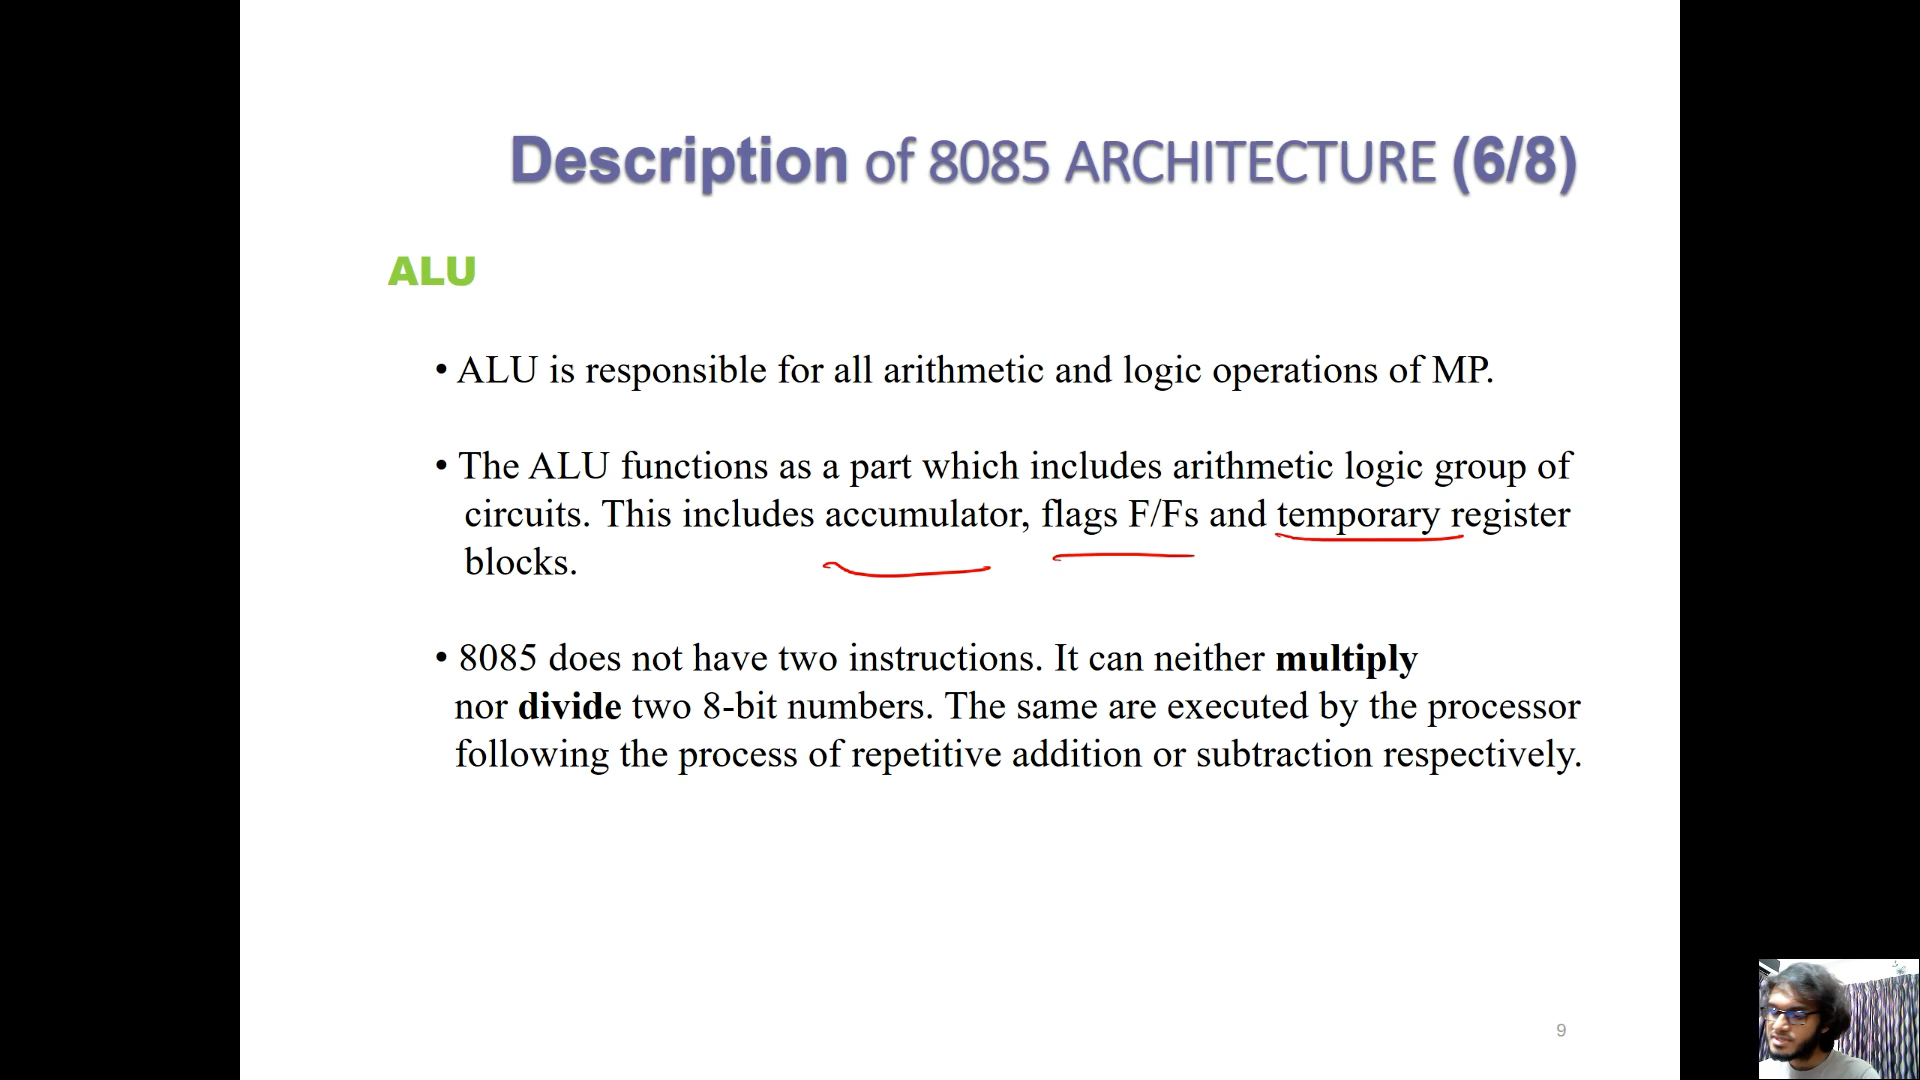 Description of 8085 ARCHITECTURE (6/8)
ALU
• ALU is responsible for all arithmetic and logic operations of MP.
• The ALU functions as a part which includes arithmetic logic group of
circuits. This includes accumulator, flags F/Fs and temporary register
blocks.
• 8085 does not have two instructions. It can neither multiply
nor divide two 8-bit numbers. The same are executed by the processor
following the process of repetitive addition or subtraction respectively.
9